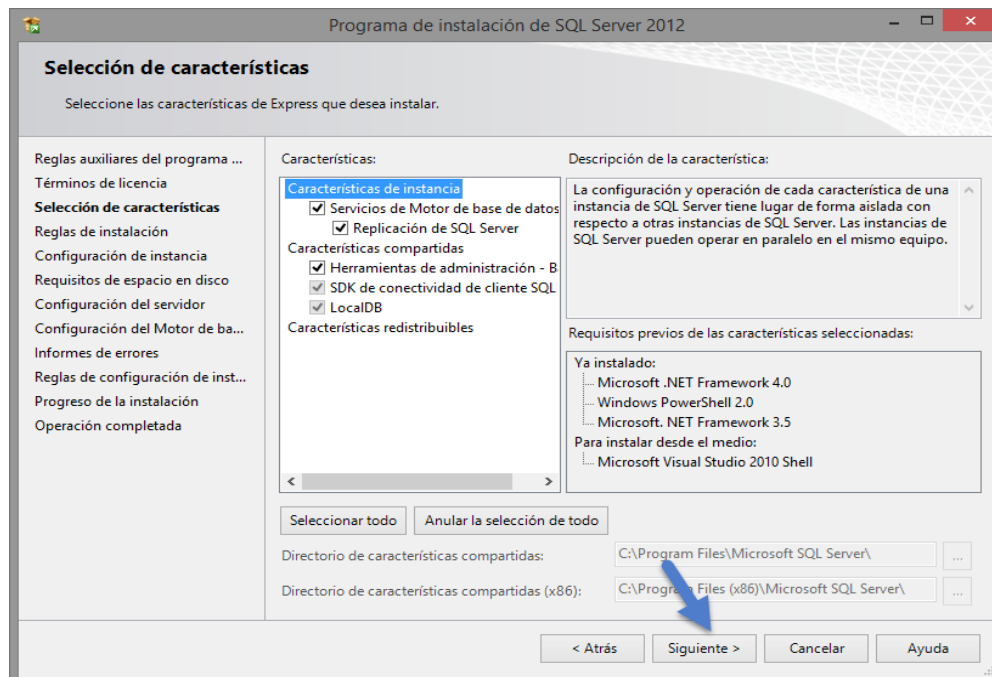 Programa de instalación de SQL Server 2012
Selección de características
Seleccione las características de Express que desea instalar.
Reglas auxiliares del programa ...
Términos de licencia
Selección de características
Reglas de instalación
Configuración de instancia
Requisitos de espacio en disco
Configuración del servidor
Configuración del Motor de ba...
Informes de errores
Reglas de configuración de inst...
Progreso de la instalación
Operación completada
Características:
Características de instancia
Servicios de Motor de base de datos
Replicación de SQL Server
Características compartidas
Herramientas de administración - B
SDK de conectividad de cliente SQL
LocalDB
Características redistribuibles
Seleccionar todo
Anular la selección de todo
Descripción de la característica:
La configuración y operación de cada característica de una
instancia de SQL Server tiene lugar de forma aislada con
respecto a otras instancias de SQL Server. Las instancias de
SQL Server pueden operar en paralelo en el mismo equipo.
Requisitos previos de las características seleccionadas:
Ya instalado:
Microsoft .NET Framework 4.0
Windows PowerShell 2.0
Microsoft. NET Framework 3.5
Para instalar desde el medio:
Microsoft Visual Studio 2010 Shell
Directorio de características compartidas:
C:\Program Files\Microsoft SQL Server\
...
Directorio de características compartidas (x86):
C:\Program Files (x86)\Microsoft SQL Server\
...
< Atrás
Siguiente >
Cancelar
Ayuda